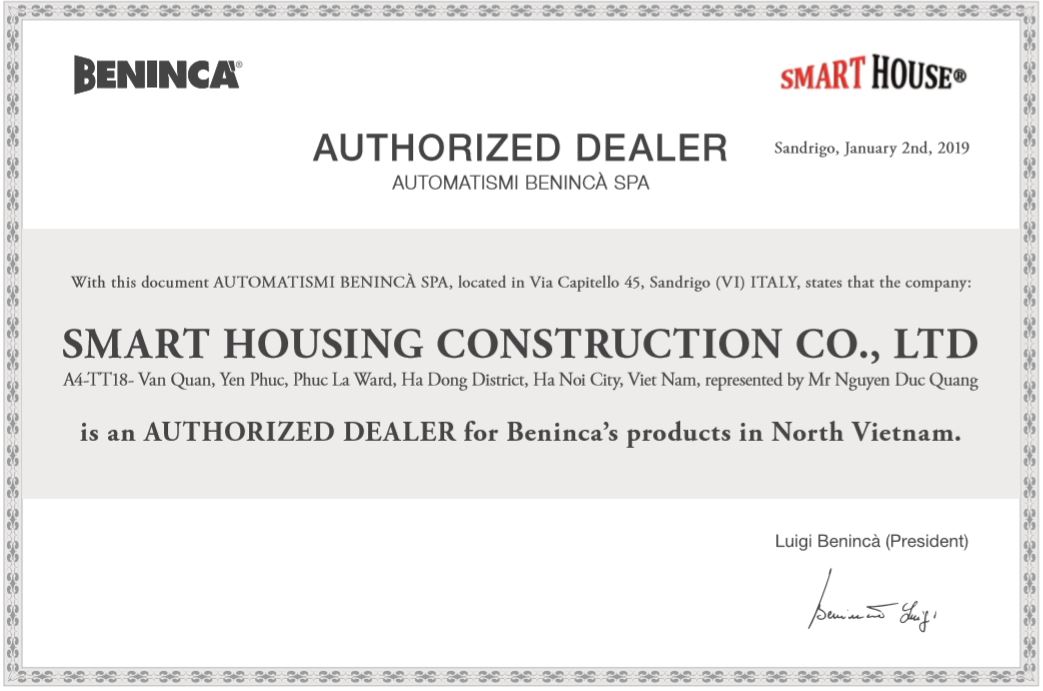 BENINCÀ®
SMART HOUSE®
AUTHORIZED DEALER
AUTOMATISMI BENINCÀ SPA
Sandrigo, January 2nd, 2019
With this document AUTOMATISMI BENINCÀ SPA, located in Via Capitello 45, Sandrigo (VI) ITALY, states that the company:
SMART HOUSING CONSTRUCTION CO., LTD
A4-TT18- Van Quan, Yen Phuc, Phuc La Ward, Ha Dong District, Ha Noi City, Viet Nam, represented by Mr Nguyen Duc Quang
is an AUTHORIZED DEALER for Beninca’s products in North Vietnam.
Luigi Benincà (President)
Benincà Luigi